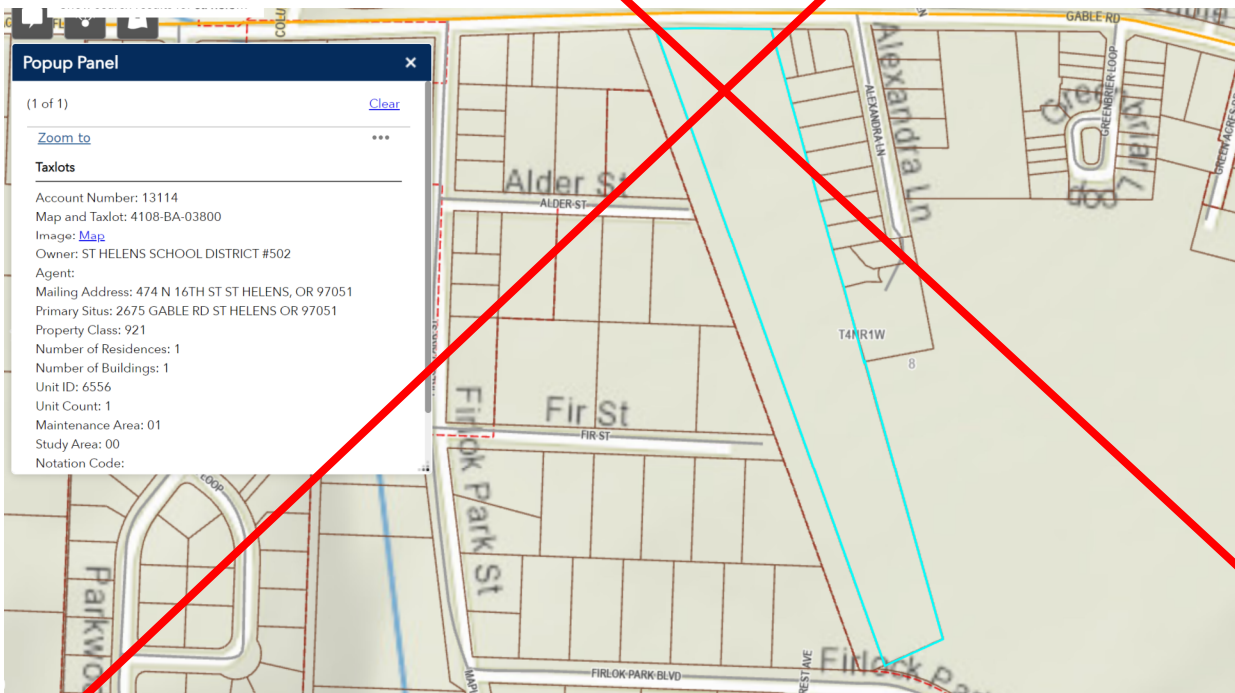 GABLE RD
Popup Panel
(1 of 1)
Clear
Zoom to
Taxlots
Account Number: 13114
Map and Taxlot: 4108-BA-03800
Image: Map
Owner: ST HELENS SCHOOL DISTRICT #502
Agent:
Mailing Address: 474 N 16TH ST ST HELENS, OR 97051
Primary Situs: 2675 GABLE RD ST HELENS OR 97051
Property Class: 921
Number of Residences: 1
Number of Buildings: 1
Unit ID: 6556
Unit Count: 1
Maintenance Area: 01
Study Area: 00
Notation Code:
Alexandra Ln
ALEXANDRA LN
GREENBRIER LOOP
Alder St
ALDER ST
T4NR1W
8
Fir St
FIR ST
Firlok Park St
LOOP
FIRLOK PARK BLVD